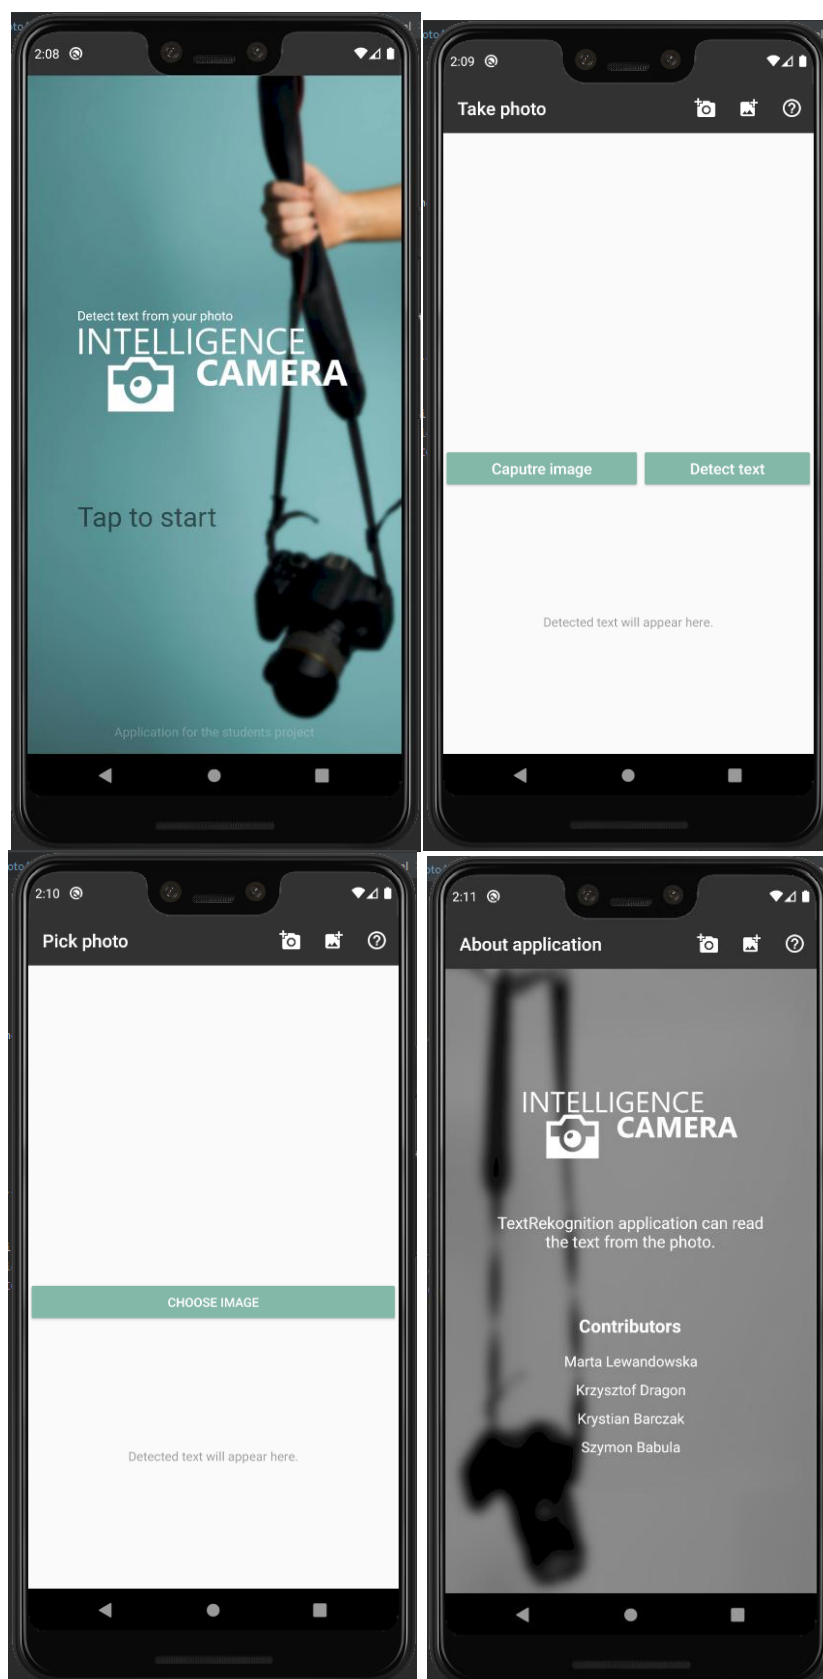 2:08
Detect text from your photo
INTELLIGENCE
CAMERA
Tap to start
Application for the students project
2:09
Take photo
Caputre image
Detect text
Detected text will appear here.
2:10
Pick photo
CHOOSE IMAGE
Detected text will appear here.
2:11
About application
INTELLIGENCE
CAMERA
TextRekognition application can read
the text from the photo.
Contributors
Marta Lewandowska
Krzysztof Dragon
Krystian Barczak
Szymon Babula